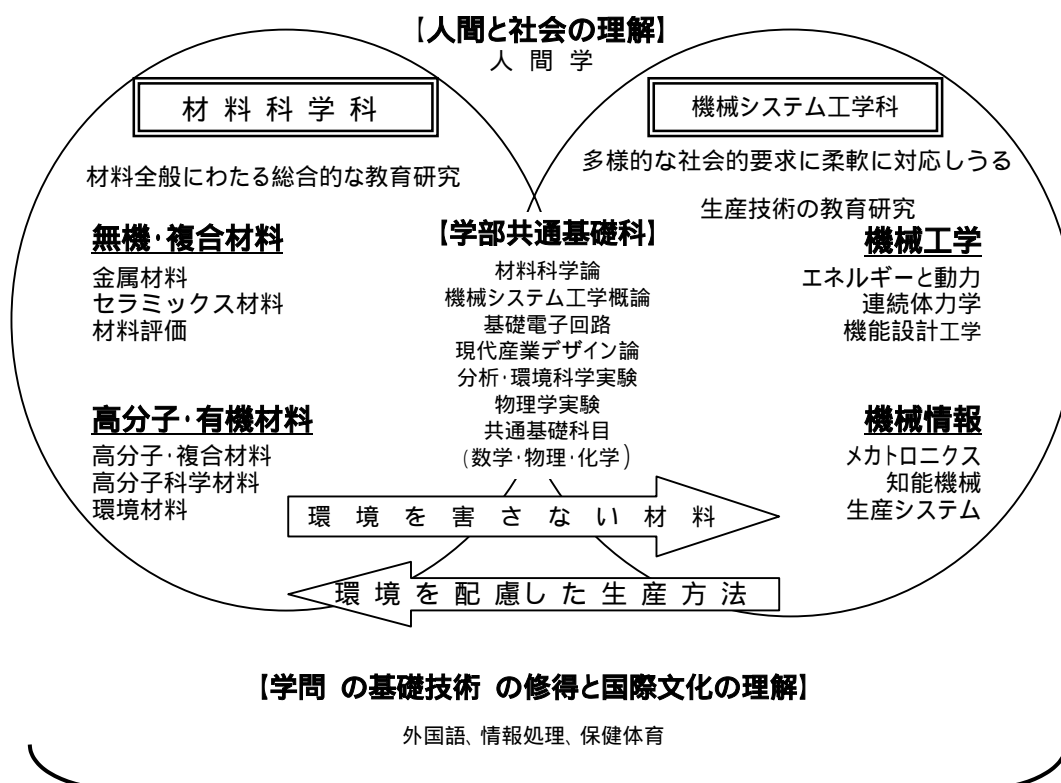 【人間と社会の理解】
人 間 学
材 料 科 学 科
機械システム工学科
材料全般にわたる総合的な教育研究
多様的な社会的要求に柔軟に対応しうる
生産技術の教育研究
無機・複合材料
金属材料
セラミックス材料
材料評価
高分子・有機材料
高分子・複合材料
高分子科学材料
環境材料
【学部共通基礎科】
材料科学論
機械システム工学概論
基礎電子回路
現代産業デザイン論
分析・環境科学実験
物理学実験
共通基礎科目
(数学・物理・化学)
機械工学
エネルギーと動力
連続体力学
機能設計工学
機械情報
メカトロニクス
知能機械
生産システム
環 境 を 害 さ な い 材 料
環 境 を 配 慮 し た 生 産 方 法
【学問 の基礎技術 の修得と国際文化の理解】
外国語、情報処理、保健体育